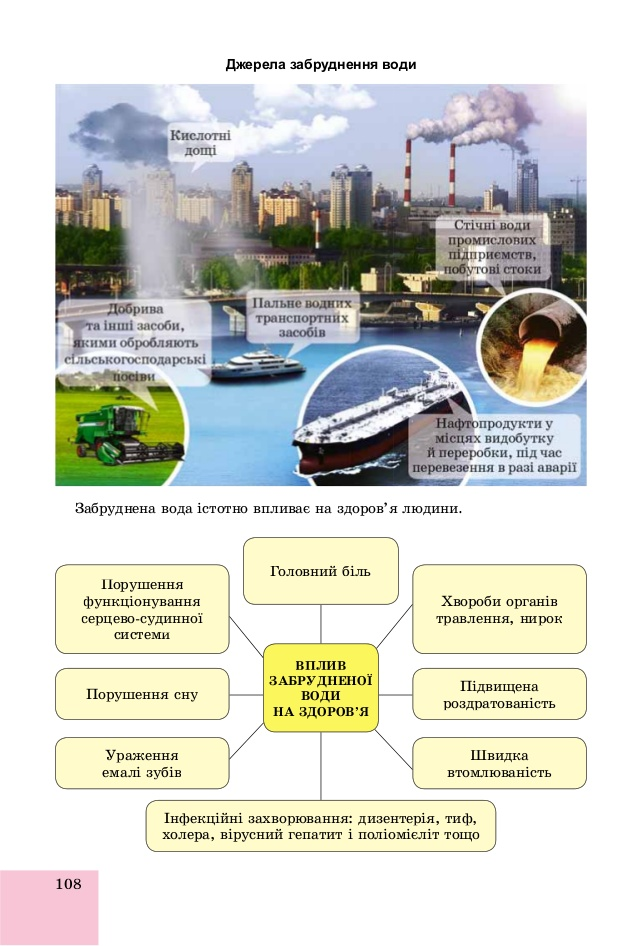 Джерела забруднення води
Кислотні
дощі
Стічні води
промислових
підприємств,
побутові стоки
Добрива
та інші засоби,
якими обробляють
сільськогосподарські
посіви
Пальне водних
транспортних
засобів
Нафтопродукти у
місцях видобутку
й переробки, під час
перевезення в разі аварії
Забруднена вода істотно впливає на здоров’я людини.
Головний біль
Порушення
функціонування
серцево-судинної
системи
Хвороби органів
травлення, нирок
ВПЛИВ
ЗАБРУДНЕНОЇ
ВОДИ
НА ЗДОРОВ’Я
Порушення сну
Підвищена
роздратованість
Ураження
емалі зубів
Швидка
втомлюваність
Інфекційні захворювання: дизентерія, тиф,
холера, вірусний гепатит і поліомієліт тощо
108